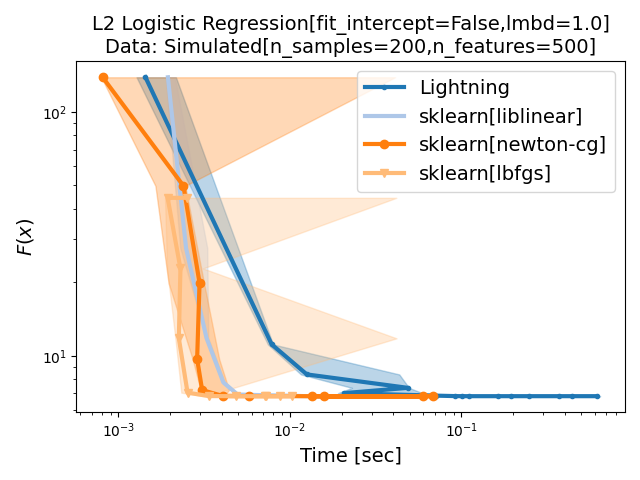 L2 Logistic Regression[fit_intercept=False,lmbd=1.0]
Data: Simulated[n_samples=200,n_features=500]
Lightning
sklearn[liblinear]
sklearn[newton-cg]
sklearn[lbfgs]
F(x)
10²
10¹
10⁻³
10⁻²
10⁻¹
Time [sec]